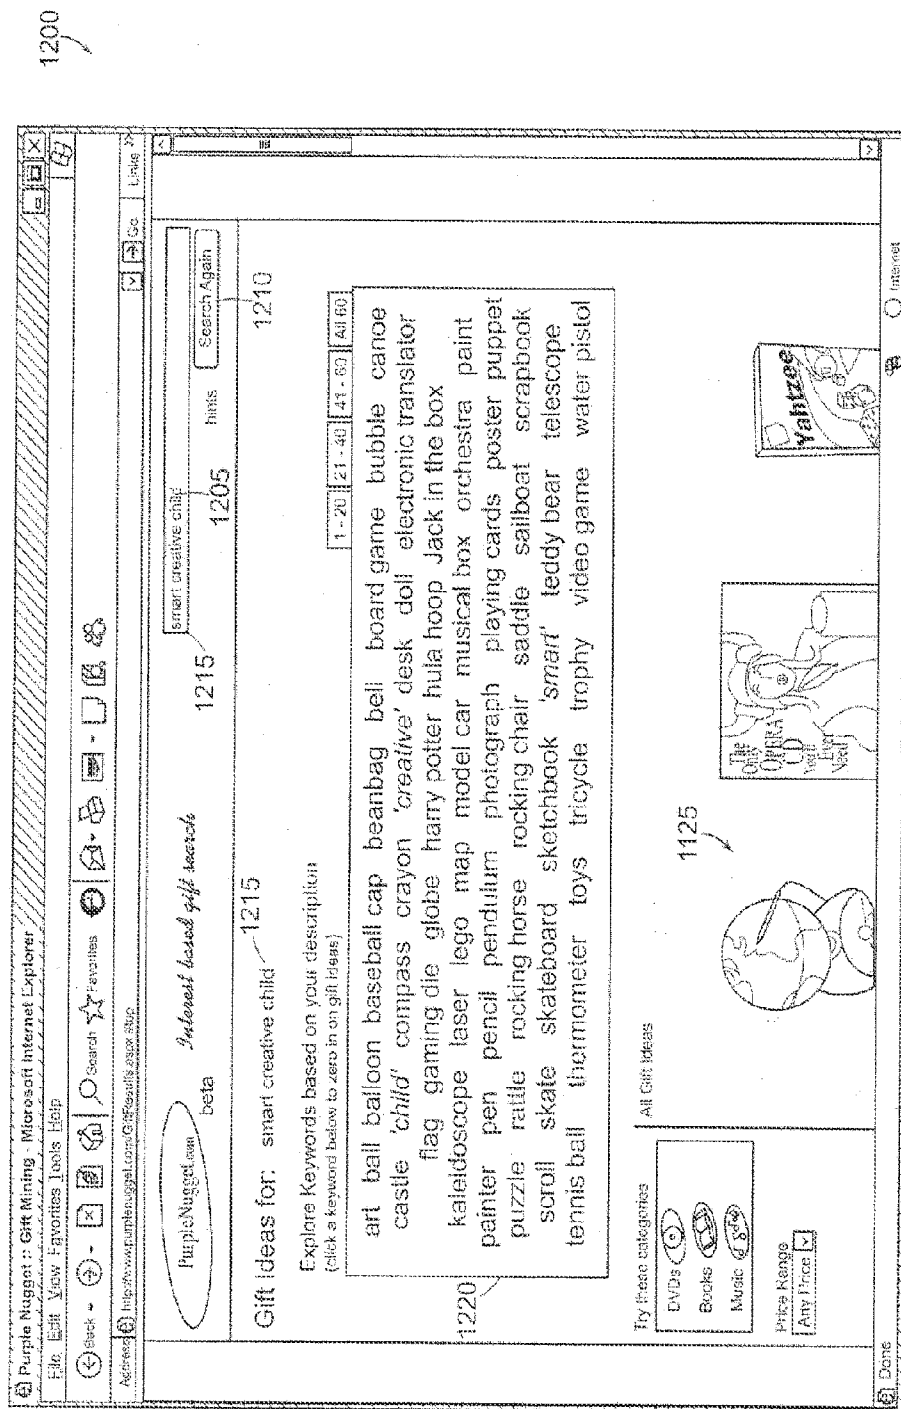 1200
Purple Nugget :: Gift Mining - Microsoft Internet Explorer
File Edit View Favorites Tools Help
Back Search Favorites
Address http://www.purplenugget.com/GiftResults.aspx Go Links »
PurpleNugget.com
beta
Interest based gift search
1215
smart creative child
1205
hints
Search Again
1210
Gift Ideas for: smart creative child
1215
Explore Keywords based on your description
(click a keyword below to zero in on gift ideas)
1 - 20 21 - 40 41 - 60 All 60
art ball balloon baseball cap beanbag bell board game bubble canoe
castle 'child' compass crayon 'creative' desk doll electronic translator
flag gaming die globe harry potter hula hoop Jack in the box
kaleidoscope laser lego map model car musical box orchestra paint
painter pen pencil pendulum photograph playing cards poster puppet
puzzle rattle rocking horse rocking chair saddle sailboat scrapbook
scroll skate skateboard sketchbook 'smart' teddy bear telescope
tennis ball thermometer toys tricycle trophy video game water pistol
1220
Try these categories
DVDs
Books
Music
Price Range
Any Price
All Gift Ideas
1125
The
Only
OPERA
CD
You'll
Ever
Need!
Yahtzee
Done
Internet